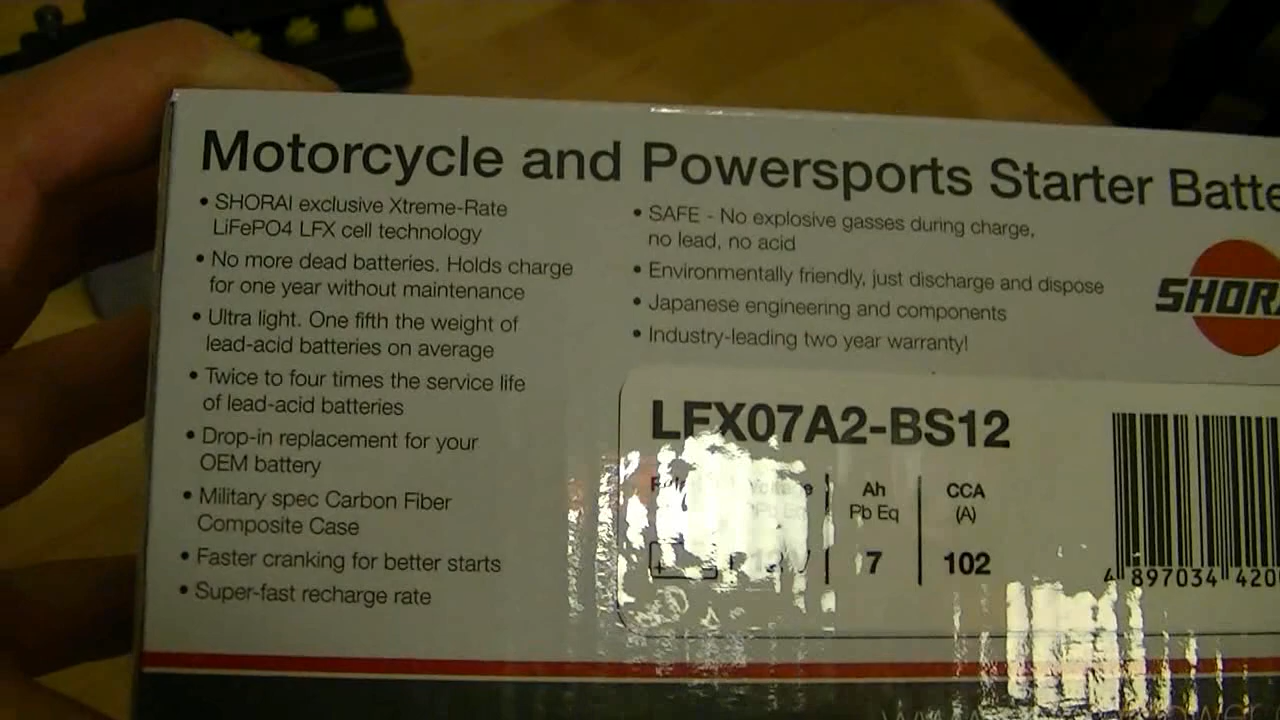 Motorcycle and Powersports Starter Batte
• SHORAI exclusive Xtreme-Rate
LiFePO4 LFX cell technology
• No more dead batteries. Holds charge
for one year without maintenance
• Ultra light. One fifth the weight of
lead-acid batteries on average
• Twice to four times the service life
of lead-acid batteries
• Drop-in replacement for your
OEM battery
• Military spec Carbon Fiber
Composite Case
• Faster cranking for better starts
• Super-fast recharge rate
• SAFE - No explosive gasses during charge,
no lead, no acid
• Environmentally friendly, just discharge and dispose
• Japanese engineering and components
• Industry-leading two year warranty!
SHORA
LFX07A2-BS12
Ah
Pb Eq
7
CCA
(A)
102
4 897034 420